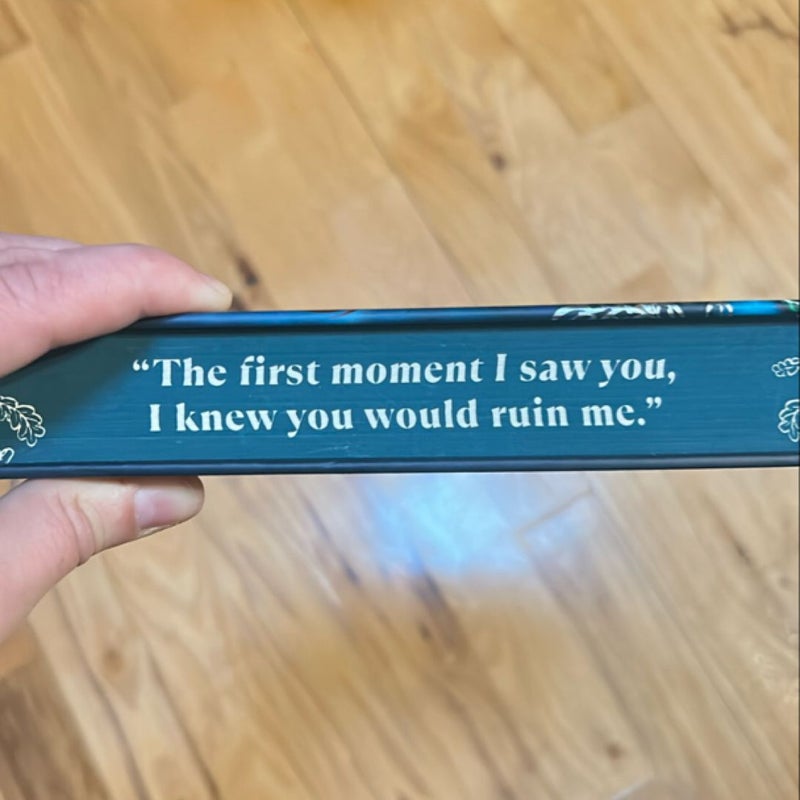 “The first moment I saw you,
I knew you would ruin me.”